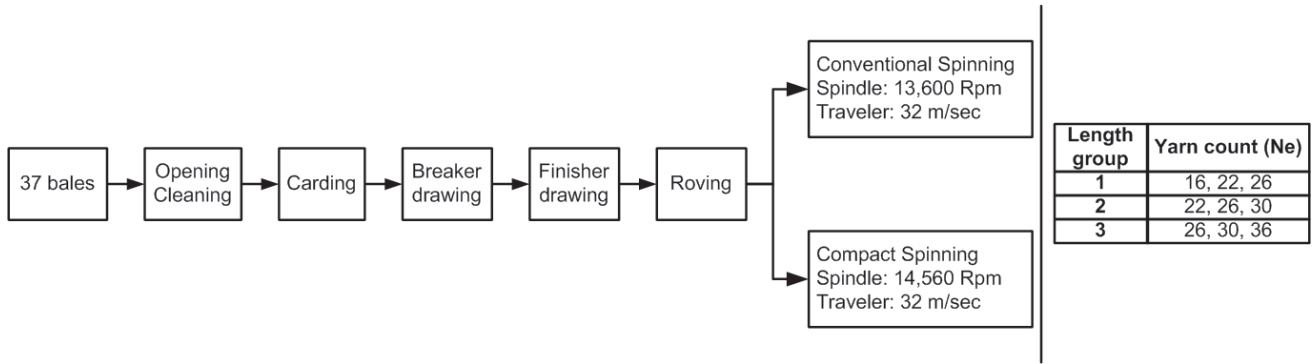 37 bales
Opening
Cleaning
Carding
Breaker
drawing
Finisher
drawing
Roving
Conventional Spinning
Spindle: 13,600 Rpm
Traveler: 32 m/sec
Compact Spinning
Spindle: 14,560 Rpm
Traveler: 32 m/sec
Length
group
Yarn count (Ne)
1 16, 22, 26
2 22, 26, 30
3 26, 30, 36